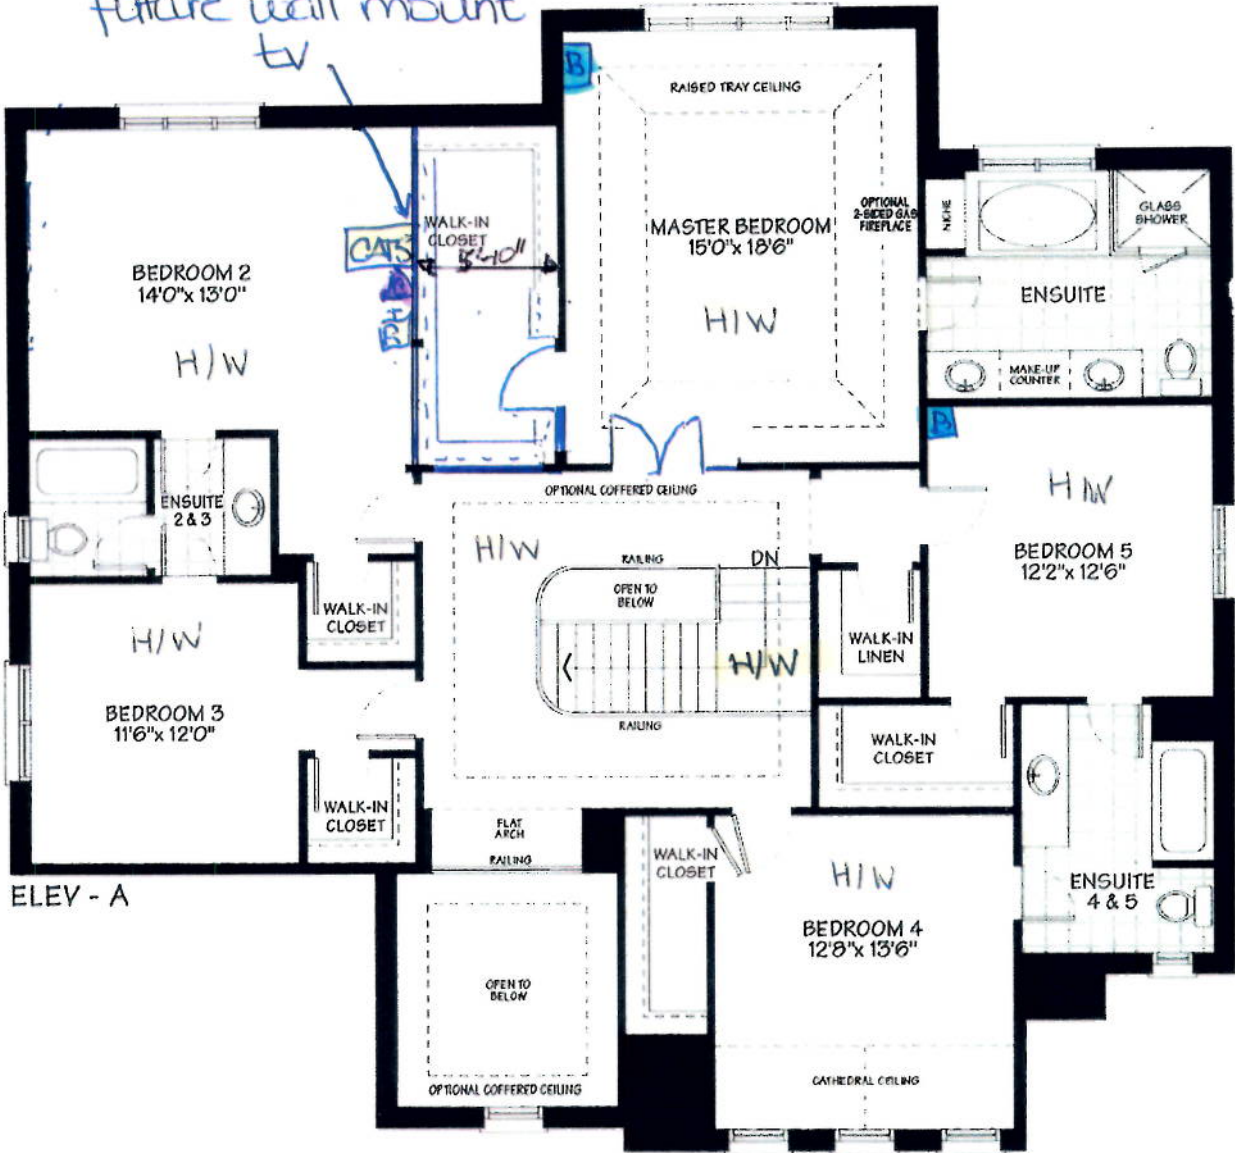 future wall mount
tv
B
RAISED TRAY CEILING
WALK-IN
CLOSET
5'-10"
CAT5
MASTER BEDROOM
15'0"x 18'6"
OPTIONAL
2-SIDED GAS
FIREPLACE
NICHE
GLASS
SHOWER
BEDROOM 2
14'0"x 13'0"
ENSUITE
H/W
H/W
MAKE-UP
COUNTER
B
OPTIONAL COFFERED CEILING
ENSUITE
2 & 3
H/W
H/W
RAILING
DN
BEDROOM 5
12'2"x 12'6"
OPEN TO
BELOW
WALK-IN
CLOSET
H/W
WALK-IN
LINEN
H/W
BEDROOM 3
11'6"x 12'0"
RAILING
WALK-IN
CLOSET
WALK-IN
CLOSET
FLAT
ARCH
RAILING
WALK-IN
CLOSET
H/W
ELEV - A
ENSUITE
4 & 5
BEDROOM 4
12'8"x 13'6"
OPEN TO
BELOW
CATHEDRAL CEILING
OPTIONAL COFFERED CEILING